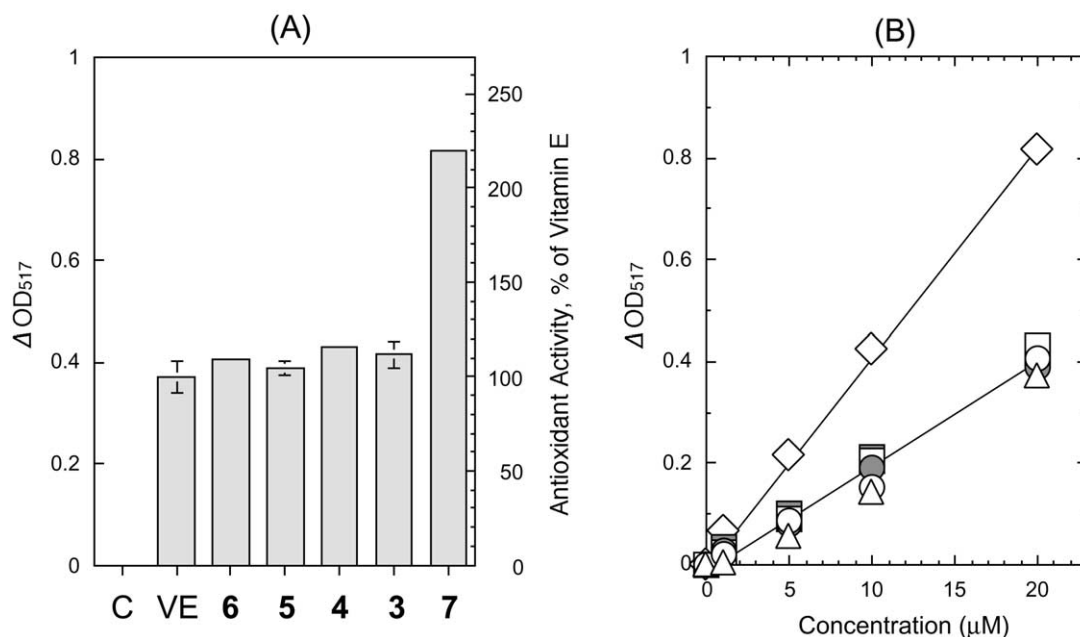 (A)
1
0.8
0.6
0.4
0.2
0
Δ OD517
250
200
150
100
50
0
Antioxidant Activity, % of Vitamin E
C VE 6 5 4 3 7
(B)
1
0.8
0.6
0.4
0.2
0
Δ OD517
0 5 10 15 20
Concentration (μM)